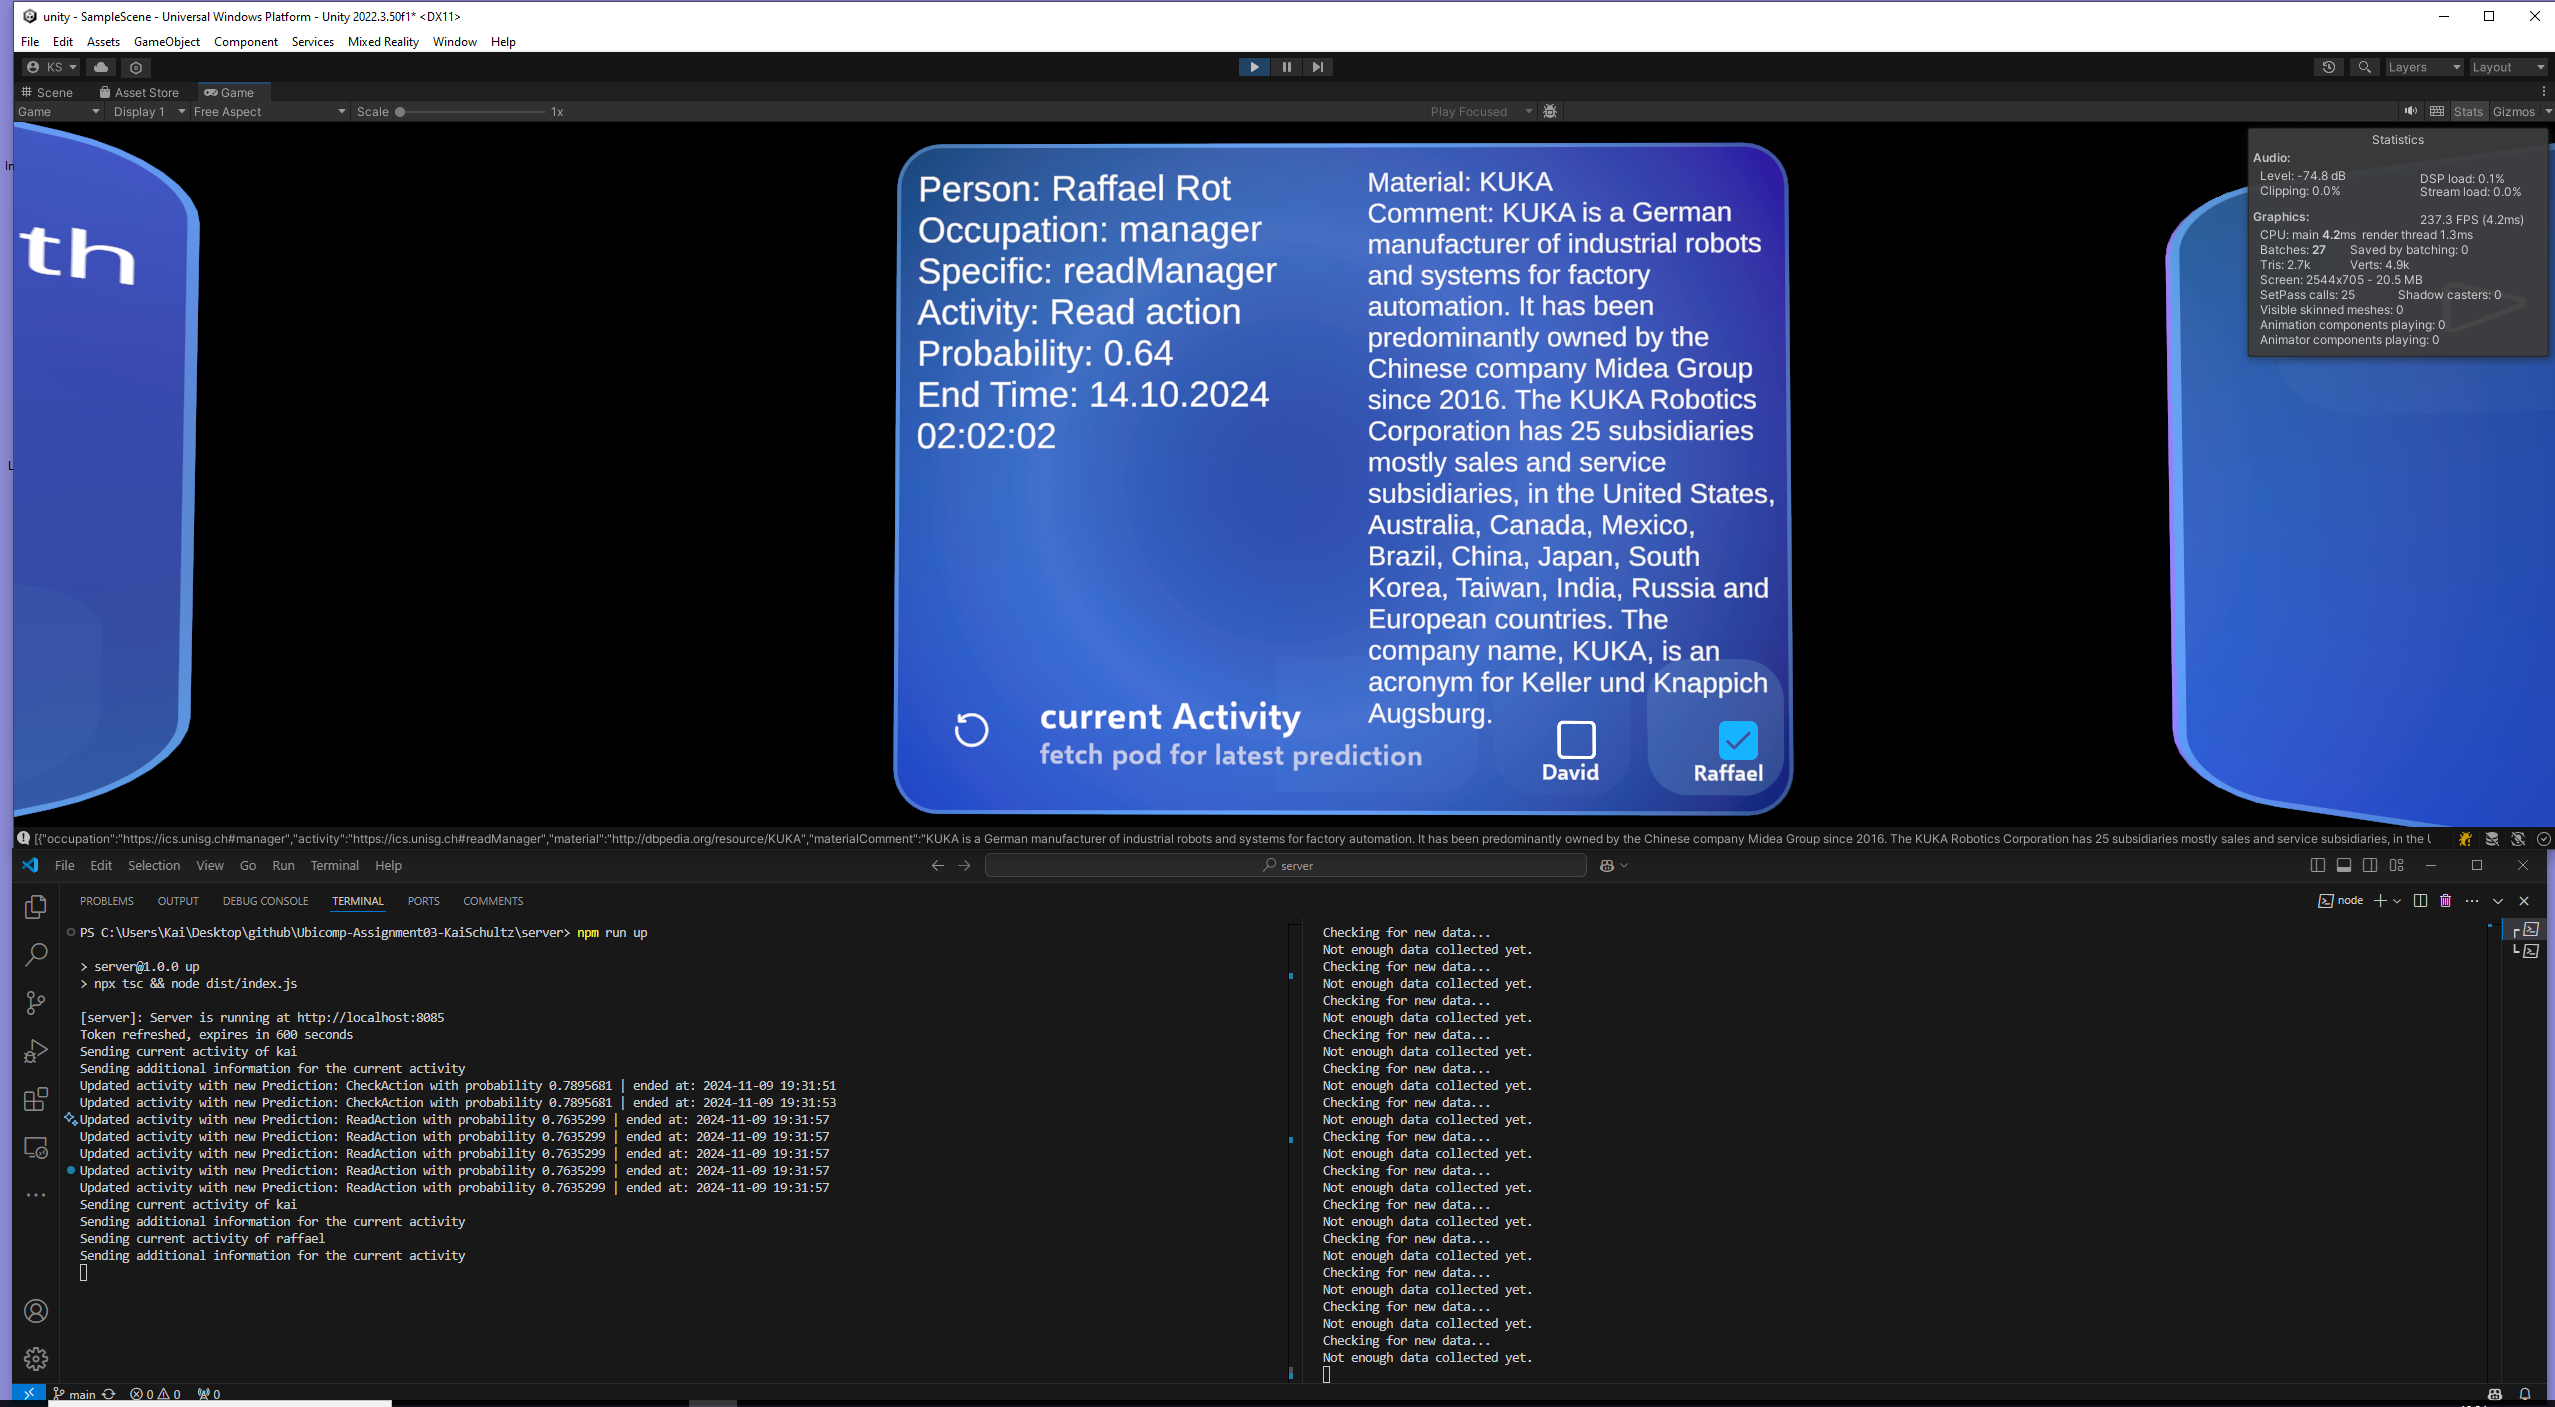 unity - SampleScene - Universal Windows Platform - Unity 2022.3.50f1* <DX11>
File Edit Assets GameObject Component Services Mixed Reality Window Help
KS
Layers Layout
Scene Asset Store Game
Game Display 1 Free Aspect Scale 1x Play Focused Stats Gizmos
In
L
th
Person: Raffael Rot
Occupation: manager
Specific: readManager
Activity: Read action
Probability: 0.64
End Time: 14.10.2024
02:02:02
Material: KUKA
Comment: KUKA is a German
manufacturer of industrial robots
and systems for factory
automation. It has been
predominantly owned by the
Chinese company Midea Group
since 2016. The KUKA Robotics
Corporation has 25 subsidiaries
mostly sales and service
subsidiaries, in the United States,
Australia, Canada, Mexico,
Brazil, China, Japan, South
Korea, Taiwan, India, Russia and
European countries. The
company name, KUKA, is an
acronym for Keller und Knappich
Augsburg.
current Activity
fetch pod for latest prediction
David
Raffael
Statistics
Audio:
Level: -74.8 dB DSP load: 0.1%
Clipping: 0.0% Stream load: 0.0%
Graphics: 237.3 FPS (4.2ms)
CPU: main 4.2ms render thread 1.3ms
Batches: 27 Saved by batching: 0
Tris: 2.7k Verts: 4.9k
Screen: 2544x705 - 20.5 MB
SetPass calls: 25 Shadow casters: 0
Visible skinned meshes: 0
Animation components playing: 0
Animator components playing: 0
[{"occupation":"https://ics.unisg.ch#manager","activity":"https://ics.unisg.ch#readManager","material":"http://dbpedia.org/resource/KUKA","materialComment":"KUKA is a German manufacturer of industrial robots and systems for factory automation. It has been predominantly owned by the Chinese company Midea Group since 2016. The KUKA Robotics Corporation has 25 subsidiaries mostly sales and service subsidiaries, in the U
File Edit Selection View Go Run Terminal Help
server
PROBLEMS OUTPUT DEBUG CONSOLE TERMINAL PORTS COMMENTS
node
PS C:\Users\Kai\Desktop\github\Ubicomp-Assignment03-KaiSchultz\server> npm run up
> server@1.0.0 up
> npx tsc && node dist/index.js
[server]: Server is running at http://localhost:8085
Token refreshed, expires in 600 seconds
Sending current activity of kai
Sending additional information for the current activity
Updated activity with new Prediction: CheckAction with probability 0.7895681 | ended at: 2024-11-09 19:31:51
Updated activity with new Prediction: CheckAction with probability 0.7895681 | ended at: 2024-11-09 19:31:53
Updated activity with new Prediction: ReadAction with probability 0.7635299 | ended at: 2024-11-09 19:31:57
Updated activity with new Prediction: ReadAction with probability 0.7635299 | ended at: 2024-11-09 19:31:57
Updated activity with new Prediction: ReadAction with probability 0.7635299 | ended at: 2024-11-09 19:31:57
Updated activity with new Prediction: ReadAction with probability 0.7635299 | ended at: 2024-11-09 19:31:57
Updated activity with new Prediction: ReadAction with probability 0.7635299 | ended at: 2024-11-09 19:31:57
Sending current activity of kai
Sending additional information for the current activity
Sending current activity of raffael
Sending additional information for the current activity
Checking for new data...
Not enough data collected yet.
Checking for new data...
Not enough data collected yet.
Checking for new data...
Not enough data collected yet.
Checking for new data...
Not enough data collected yet.
Checking for new data...
Not enough data collected yet.
Checking for new data...
Not enough data collected yet.
Checking for new data...
Not enough data collected yet.
Checking for new data...
Not enough data collected yet.
Checking for new data...
Not enough data collected yet.
Checking for new data...
Not enough data collected yet.
Checking for new data...
Not enough data collected yet.
Checking for new data...
Not enough data collected yet.
Checking for new data...
Not enough data collected yet.
main 0 0 0